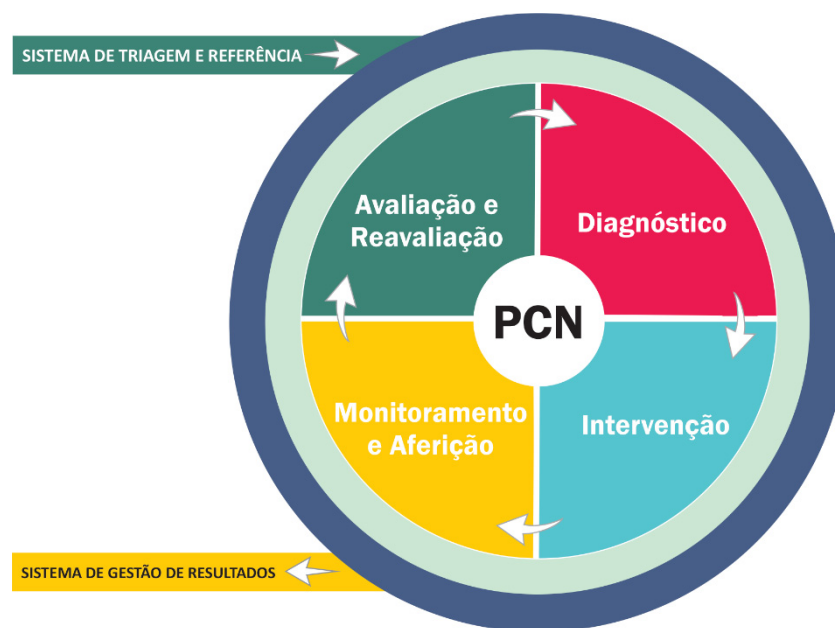 SISTEMA DE TRIAGEM E REFERÊNCIA
Avaliação e
Reavaliação
Diagnóstico
PCN
Monitoramento
e Aferição
Intervenção
SISTEMA DE GESTÃO DE RESULTADOS